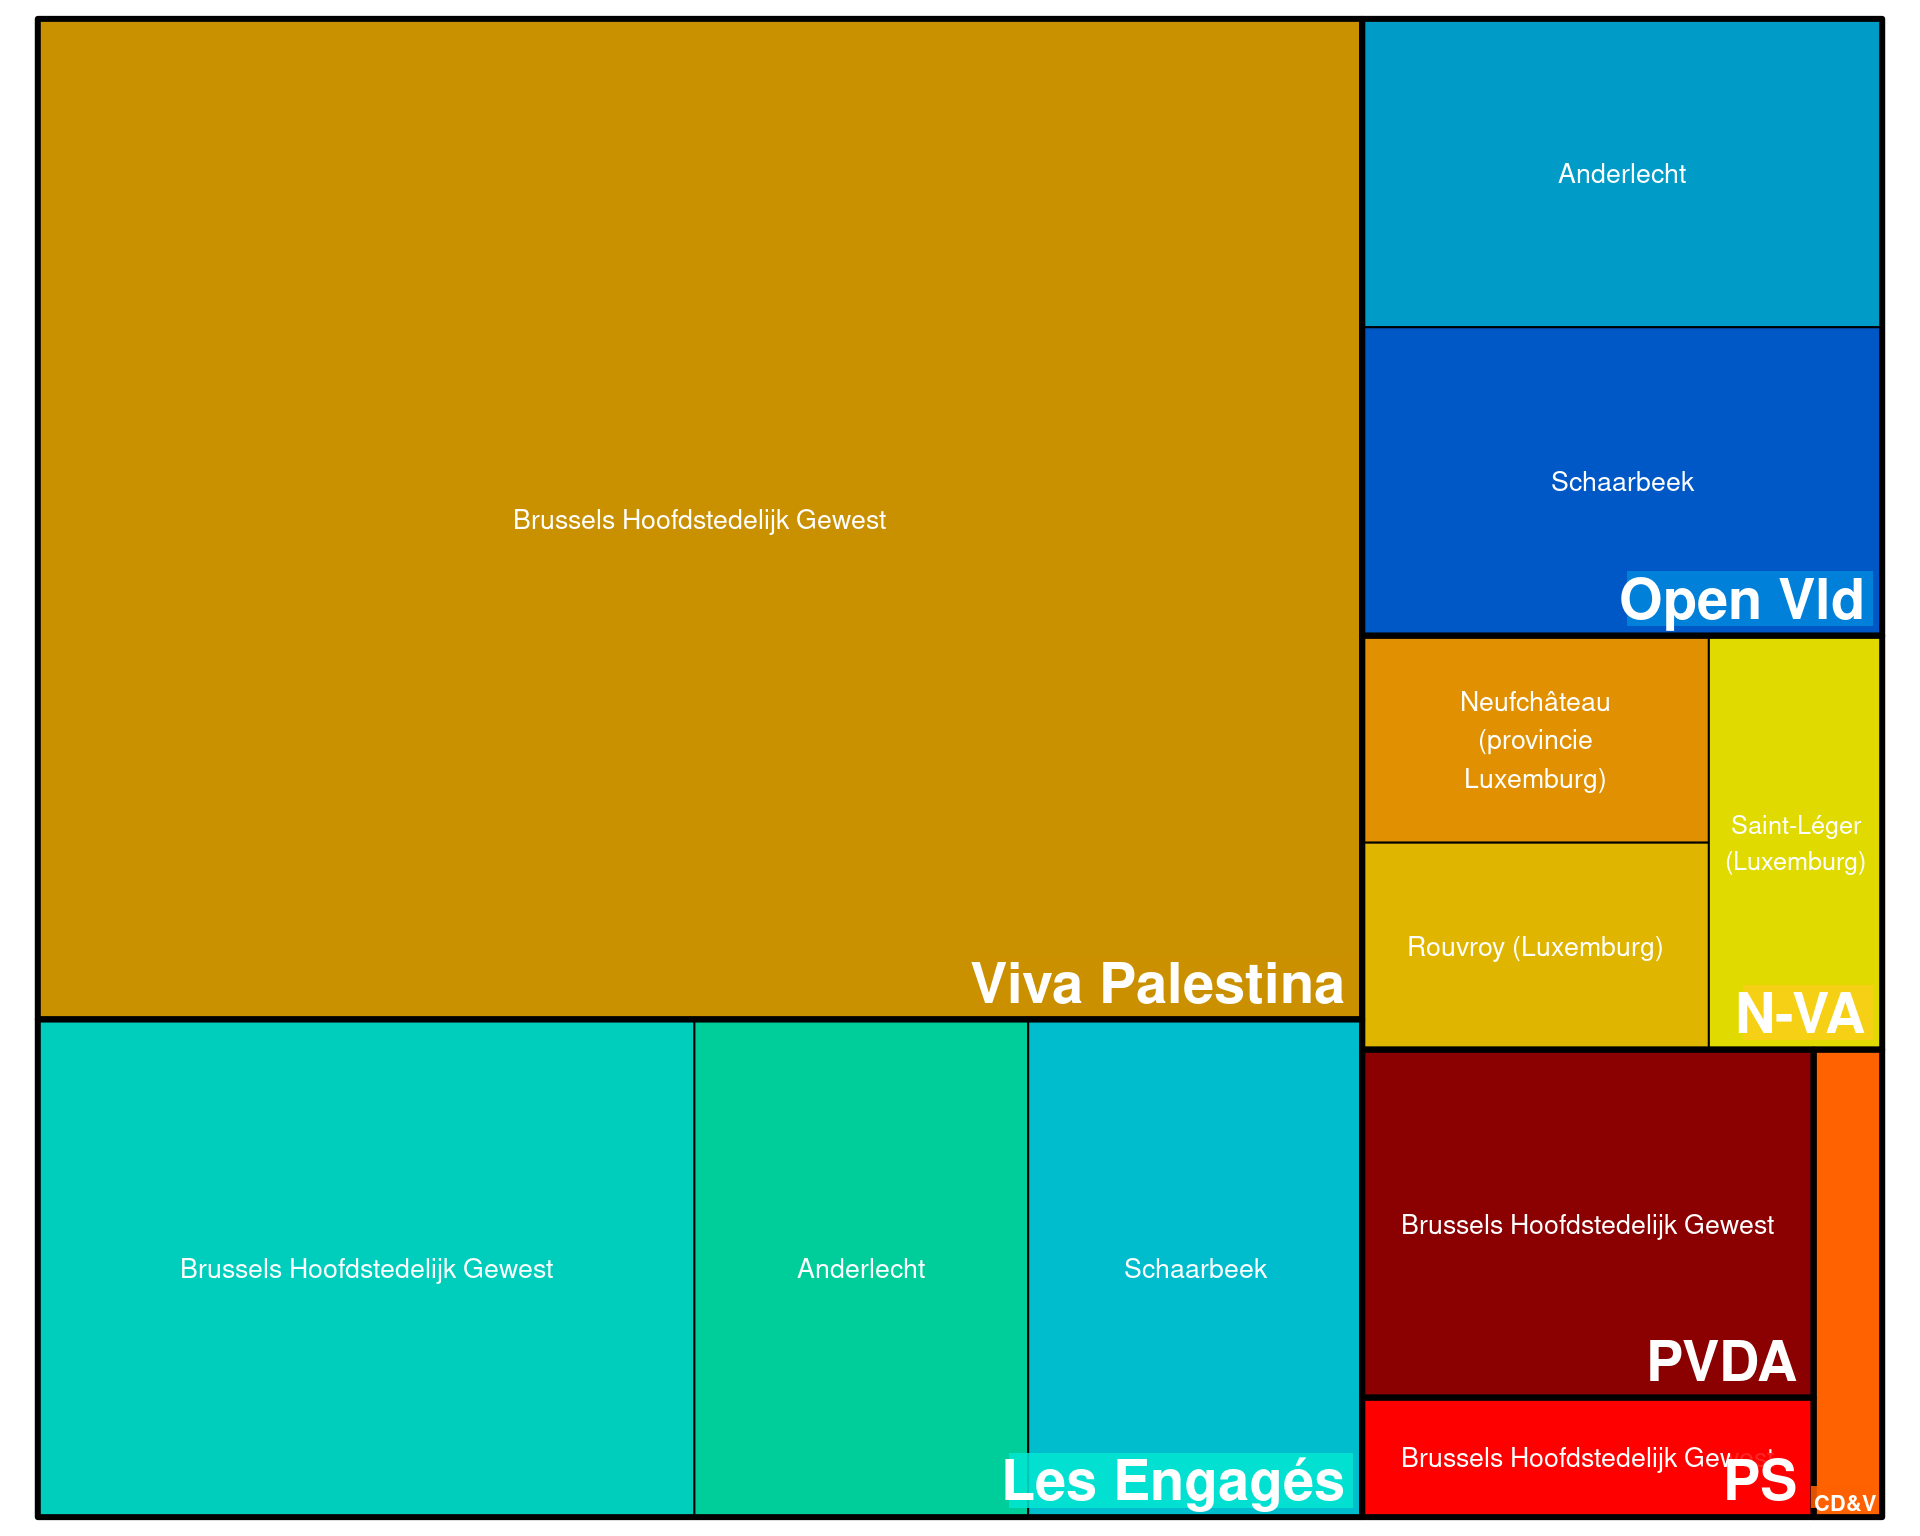 Brussels Hoofdstedelijk Gewest
Viva Palestina
Anderlecht
Schaarbeek
Open Vld
Neufchâteau
(provincie
Luxemburg)
Rouvroy (Luxemburg)
Saint-Léger
(Luxemburg)
N-VA
Brussels Hoofdstedelijk Gewest
Anderlecht
Schaarbeek
Les Engagés
Brussels Hoofdstedelijk Gewest
PVDA
Brussels Hoofdstedelijk Gewest
PS
CD&V